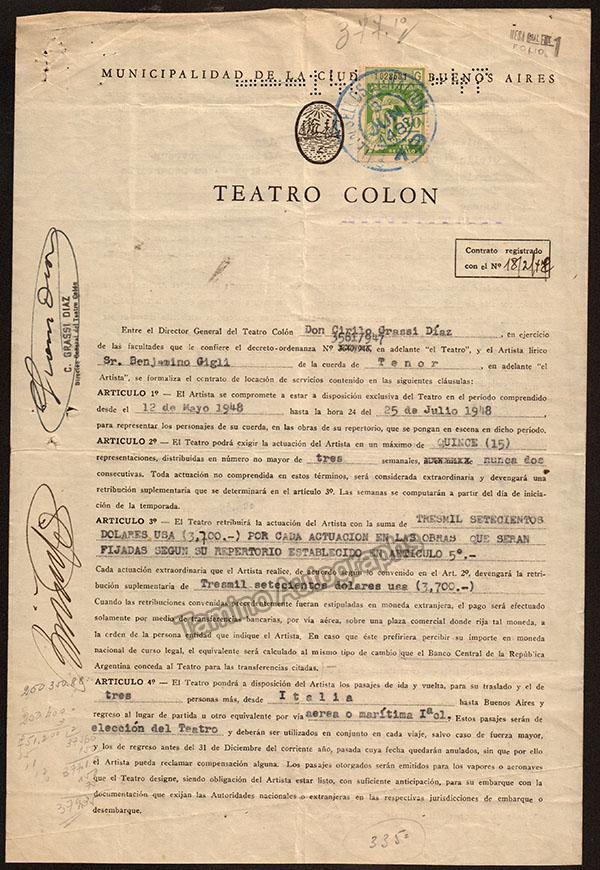 377.
MESA GRAL. ENT.
FOLIO 1
MUNICIPALIDAD DE LA CIUD BUENOS AIRES
TEATRO COLON
Contrato registrado
con el Nº 18/2/48
C. GRASSI DIAZ
Director General del Teatro Colón
Entre el Director General del Teatro Colón Don Cirilo Grassi Díaz, en ejercicio
3561/947
de las facultades que le confiere el decreto-ordenanza Nº en adelante "el Teatro", y el Artista lírico
Sr. Benjamino Gigli de la cuerda de Tenor, en adelante "el
Artista", se formaliza el contrato de locación de servicios contenido en las siguientes cláusulas:
ARTICULO 1º — El Artista se compromete a estar a disposición exclusiva del Teatro en el período comprendido
desde el 12 de Mayo 1948 hasta la hora 24 del 25 de Julio 1948,
para representar los personajes de su cuerda, en las obras de su repertorio, que se pongan en escena en dicho período.
ARTICULO 2º — El Teatro podrá exigir la actuación del Artista en un máximo de QUINCE (15)
representaciones, distribuidas en número no mayor de tres semanales, nunca dos
consecutivas. Toda actuación no comprendida en estos términos, será considerada extraordinaria y devengará una
retribución suplementaria que se determinará en el artículo 3º. Las semanas se computarán a partir del día de inicia-
ción de la temporada.
ARTICULO 3º — El Teatro retribuirá la actuación del Artista con la suma de TRESMIL SETECIENTOS
DOLARES USA (3,700.-) POR CADA ACTUACION EN LAS OBRAS QUE SERAN
FIJADAS SEGUN SU REPERTORIO ESTABLECIDO EN ARTICULO 5º.-
Cada actuación extraordinaria que el Artista realice, de acuerdo según lo convenido en el Art. 2º, devengará la retri-
bución suplementaria de Tresmil setecientos dolares usa (3,700.-)
Cuando las retribuciones convenidas precedentemente fueran estipuladas en moneda extranjera, el pago será efectuado
solamente por medio de transferencias bancarias, por vía aérea, sobre una plaza comercial donde rija tal moneda, a
la orden de la persona o entidad que indique el Artista. En caso de que éste prefiriera percibir su importe en moneda
nacional de curso legal, el equivalente será calculado al mismo tipo de cambio que el Banco Central de la República
Argentina conceda al Teatro para las transferencias citadas.
ARTICULO 4º — El Teatro pondrá a disposición del Artista los pasajes de ida y vuelta, para su traslado y el de
tres personas más, desde Italia hasta Buenos Aires y
regreso al lugar de partida u otro equivalente por vía aerea o marítima Iªcl. Estos pasajes serán de
elección del Teatro y deberán ser utilizados en conjunto en cada viaje, salvo caso de fuerza mayor,
y los de regreso antes del 31 de Diciembre del corriente año, pasada cuya fecha quedarán anulados, sin que por ello
el Artista pueda reclamar compensación alguna. Los pasajes otorgados serán emitidos para los vapores o aeronaves
que el Teatro designe, siendo obligación del Artista estar listo, con suficiente anticipación, para su embarque con la
documentación que exijan las Autoridades nacionales o extranjeras en las respectivas jurisdicciones de embarque o
desembarque.
335
Tamino Autographs